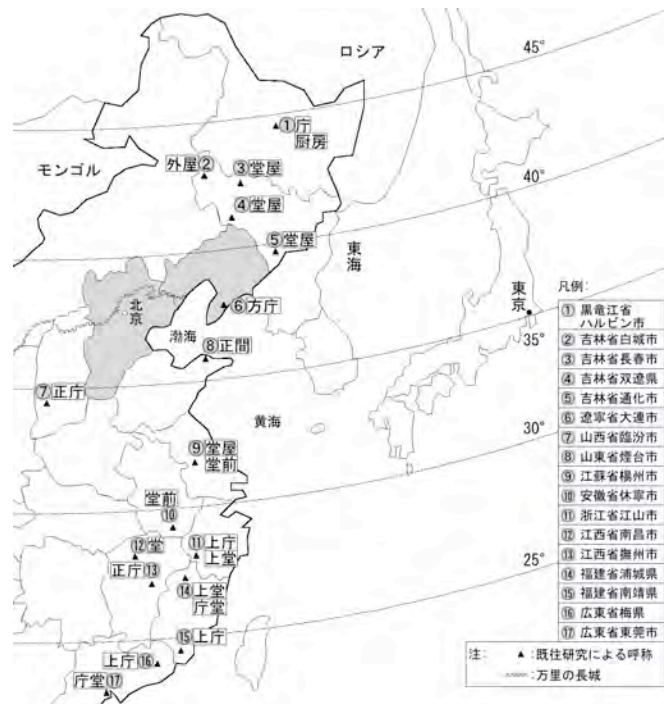 ロシア
45°
①庁
厨房
モンゴル
外屋②
③堂屋
40°
④堂屋
⑤堂屋
東海
北京
⑥方庁
東京
渤海
⑧正間
35°
⑦正庁
黄海
30°
⑨堂屋
堂前
堂前
⑩
⑫堂
⑪上庁
上堂
正庁⑬
25°
⑭上堂
庁堂
⑮上庁
上庁⑯
庁堂⑰
凡例:
① 黒竜江省
ハルビン市
② 吉林省白城市
③ 吉林省長春市
④ 吉林省双遼県
⑤ 吉林省通化市
⑥ 遼寧省大連市
⑦ 山西省臨汾市
⑧ 山東省煙台市
⑨ 江蘇省楊州市
⑩ 安徽省休寧市
⑪ 浙江省江山市
⑫ 江西省南昌市
⑬ 江西省撫州市
⑭ 福建省浦城県
⑮ 福建省南靖県
⑯ 広東省梅県
⑰ 広東省東莞市
注: ▲:既往研究による呼称
:万里の長城